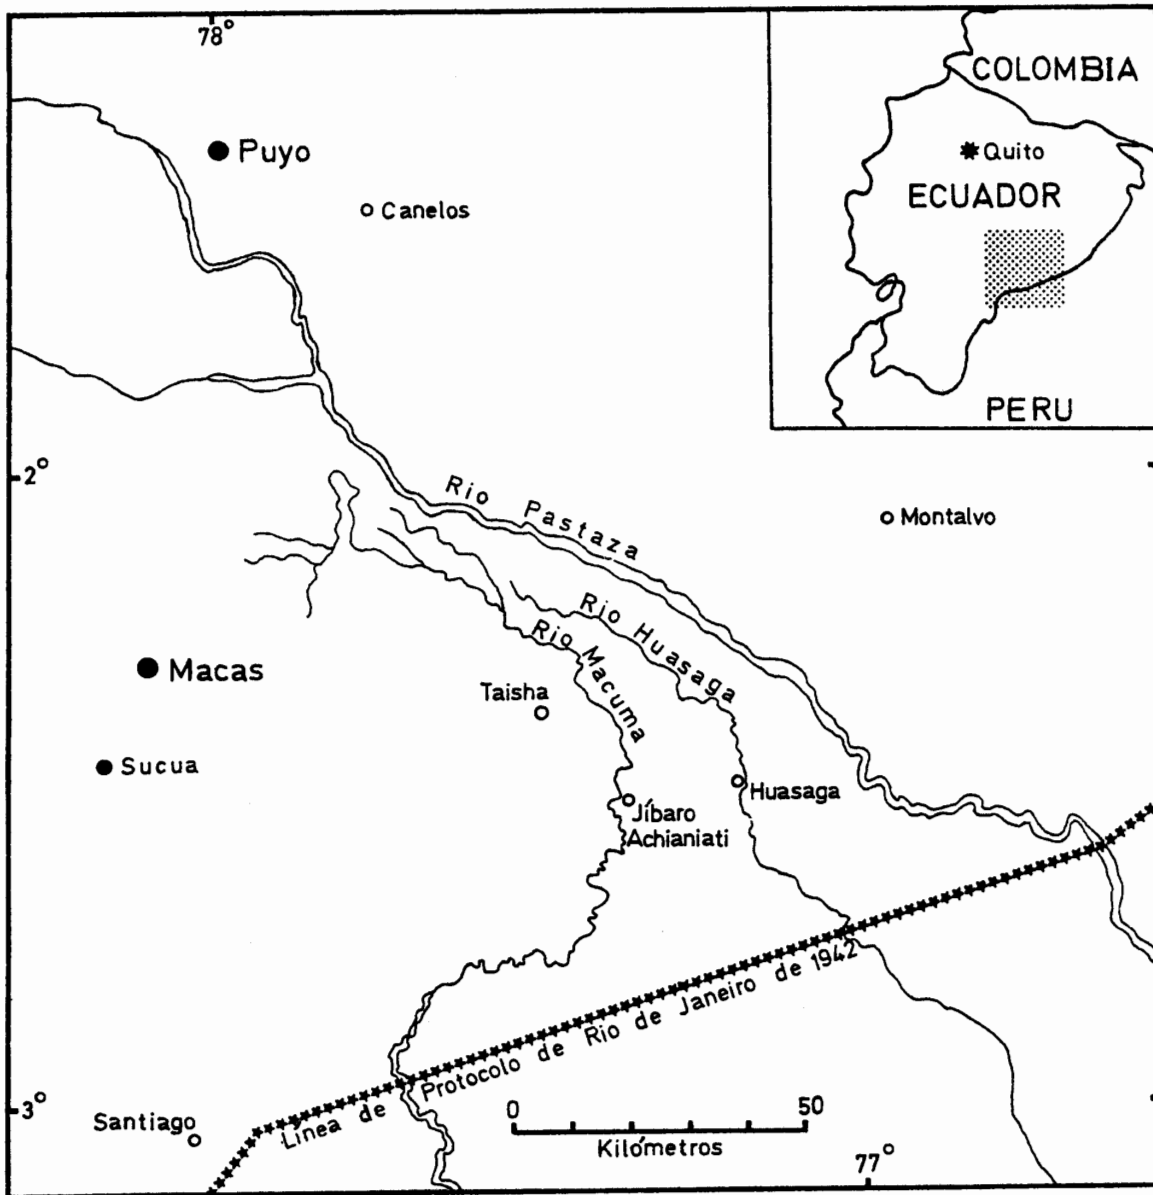 78°
COLOMBIA
Quito
ECUADOR
PERU
Puyo
Canelos
2°
Rio Pastaza
Montalvo
Rio Huasaga
Rio Macuma
Macas
Taisha
Sucua
Huasaga
Jíbaro
Achianiati
Línea de Protocolo de Rio de Janeiro de 1942
3°
Santiago
0 50
Kilómetros
77°